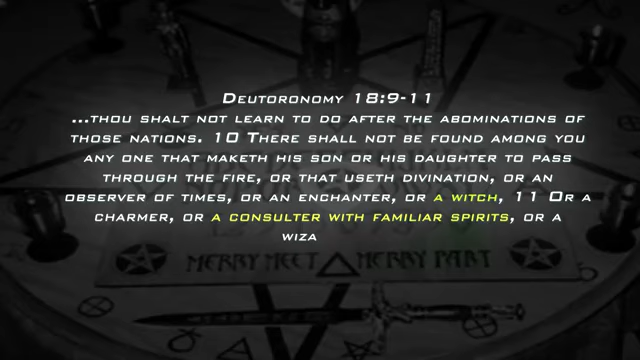 Deutoronomy 18:9-11
...thou shalt not learn to do after the abominations of
those nations. 10 There shall not be found among you
any one that maketh his son or his daughter to pass
through the fire, or that useth divination, or an
observer of times, or an enchanter, or a witch, 11 Or a
charmer, or a consulter with familiar spirits, or a
wiza
MERRY MEET MERRY PART